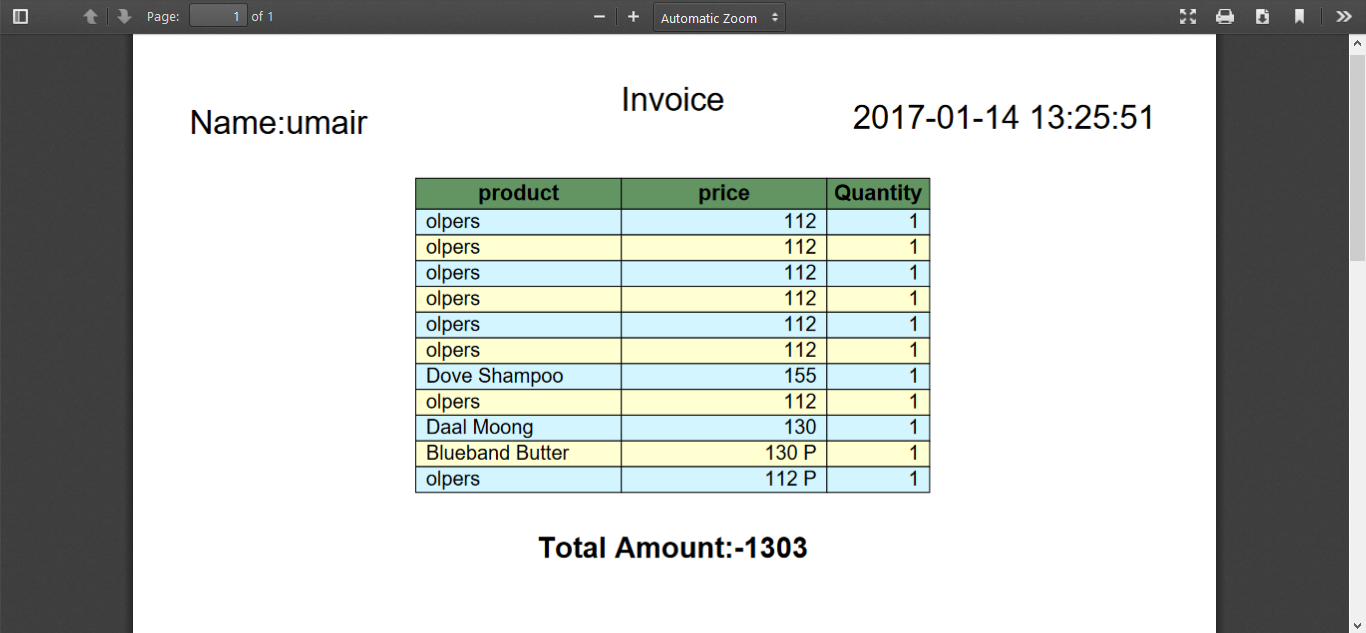 Page: 1 of 1 Automatic Zoom
Invoice
Name:umair 2017-01-14 13:25:51
product price Quantity
olpers 112 1
olpers 112 1
olpers 112 1
olpers 112 1
olpers 112 1
olpers 112 1
Dove Shampoo 155 1
olpers 112 1
Daal Moong 130 1
Blueband Butter 130 P 1
olpers 112 P 1
Total Amount:-1303